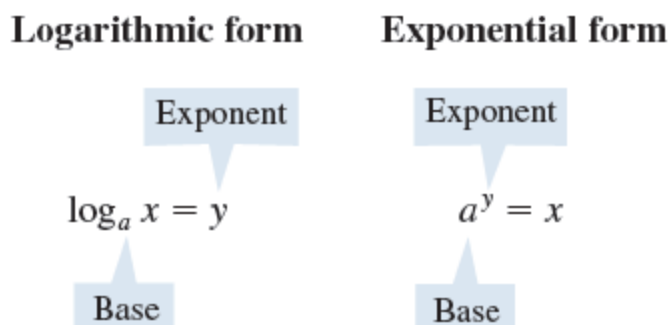 Logarithmic form Exponential form
Exponent Exponent
logₐ x = y aʸ = x
Base Base